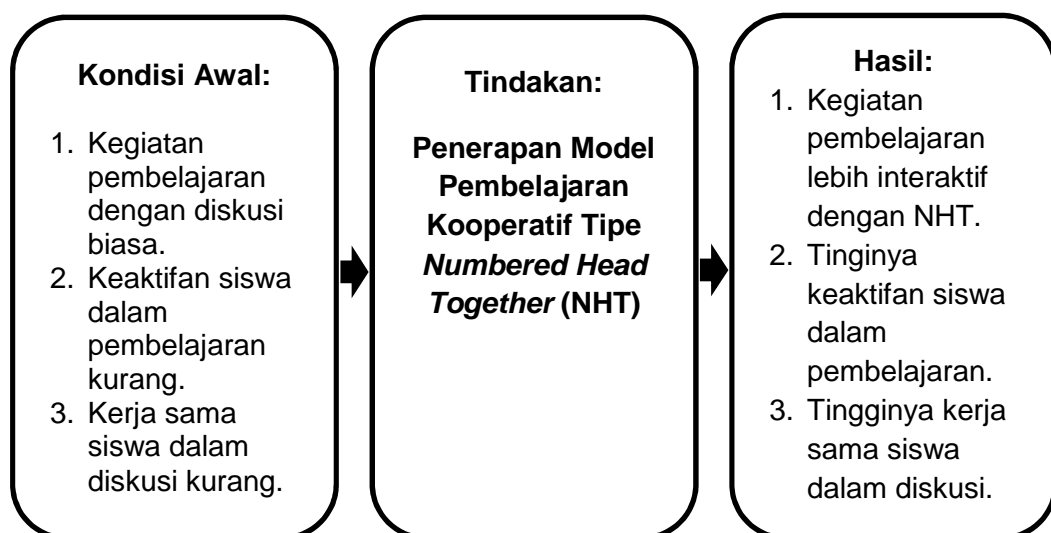 Kondisi Awal:
1. Kegiatan
pembelajaran
dengan diskusi
biasa.
2. Keaktifan siswa
dalam
pembelajaran
kurang.
3. Kerja sama
siswa dalam
diskusi kurang.
Tindakan:
Penerapan Model
Pembelajaran
Kooperatif Tipe
Numbered Head
Together (NHT)
Hasil:
1. Kegiatan
pembelajaran
lebih interaktif
dengan NHT.
2. Tinginya
keaktifan siswa
dalam
pembelajaran.
3. Tingginya kerja
sama siswa
dalam diskusi.